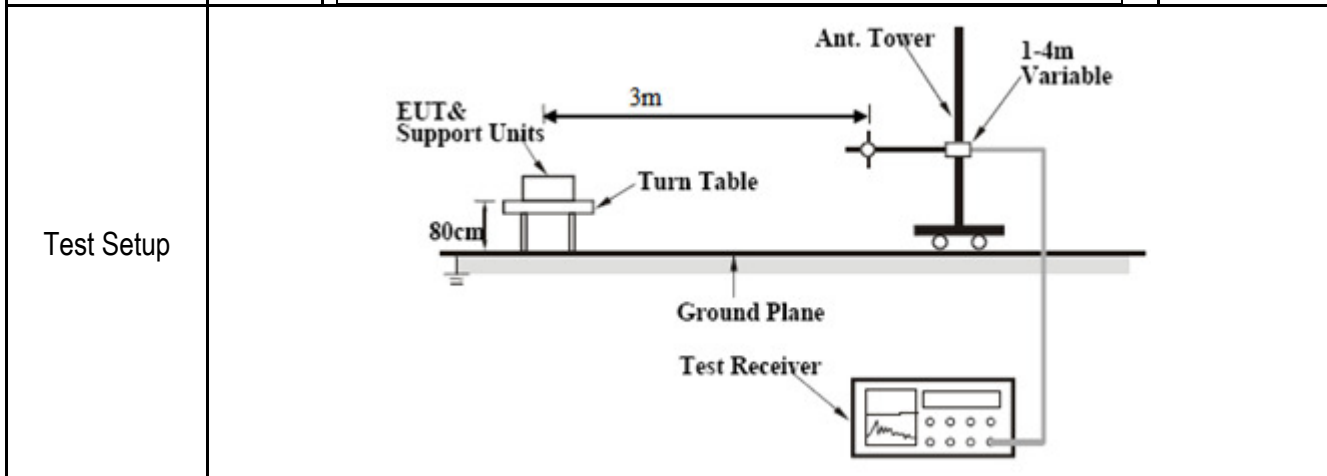 Test Setup
Ant. Tower
1-4m
Variable
3m
EUT&
Support Units
Turn Table
80cm
Ground Plane
Test Receiver